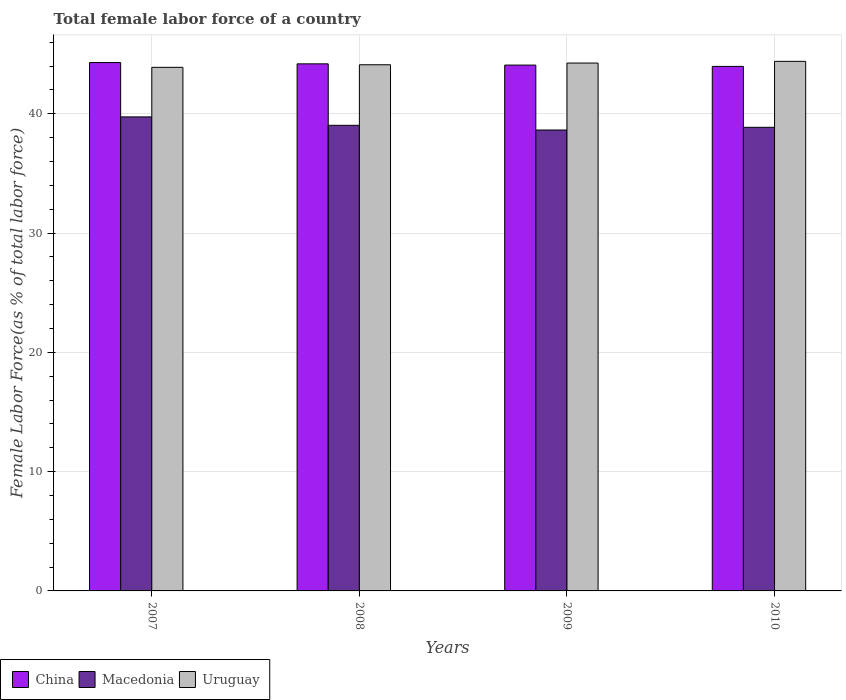 Total female labor force of a country
Female Labor Force(as % of total labor force)
40
30
20
10
0
2007
2008
2009
2010
Years
China
Macedonia
Uruguay